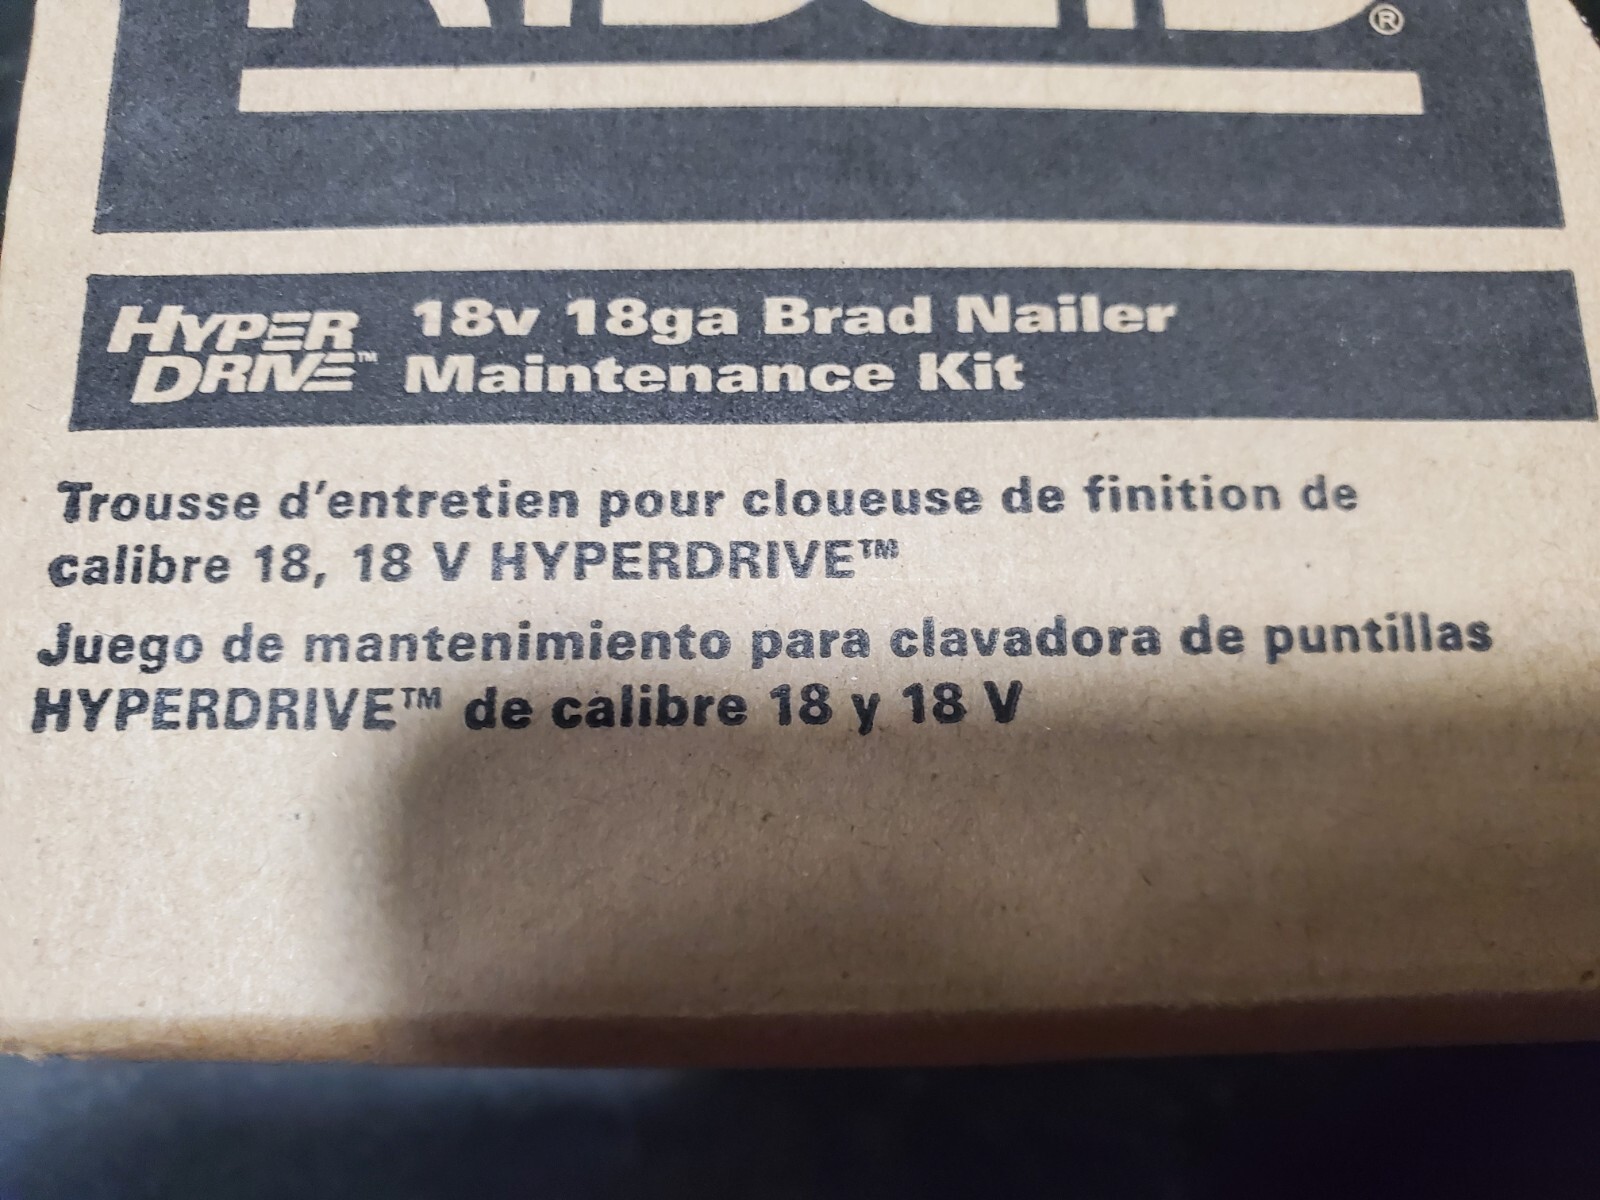 ®
HYPER
DRIVE™
18v 18ga Brad Nailer
Maintenance Kit
Trousse d'entretien pour cloueuse de finition de
calibre 18, 18 V HYPERDRIVE™
Juego de mantenimiento para clavadora de puntillas
HYPERDRIVE™ de calibre 18 y 18 V